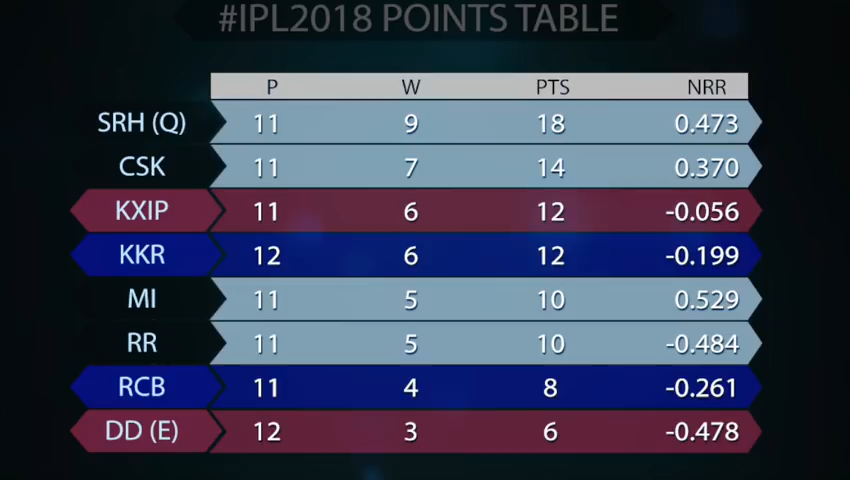 #IPL2018 POINTS TABLE
P W PTS NRR
SRH (Q) 11 9 18 0.473
CSK 11 7 14 0.370
KXIP 11 6 12 -0.056
KKR 12 6 12 -0.199
MI 11 5 10 0.529
RR 11 5 10 -0.484
RCB 11 4 8 -0.261
DD (E) 12 3 6 -0.478